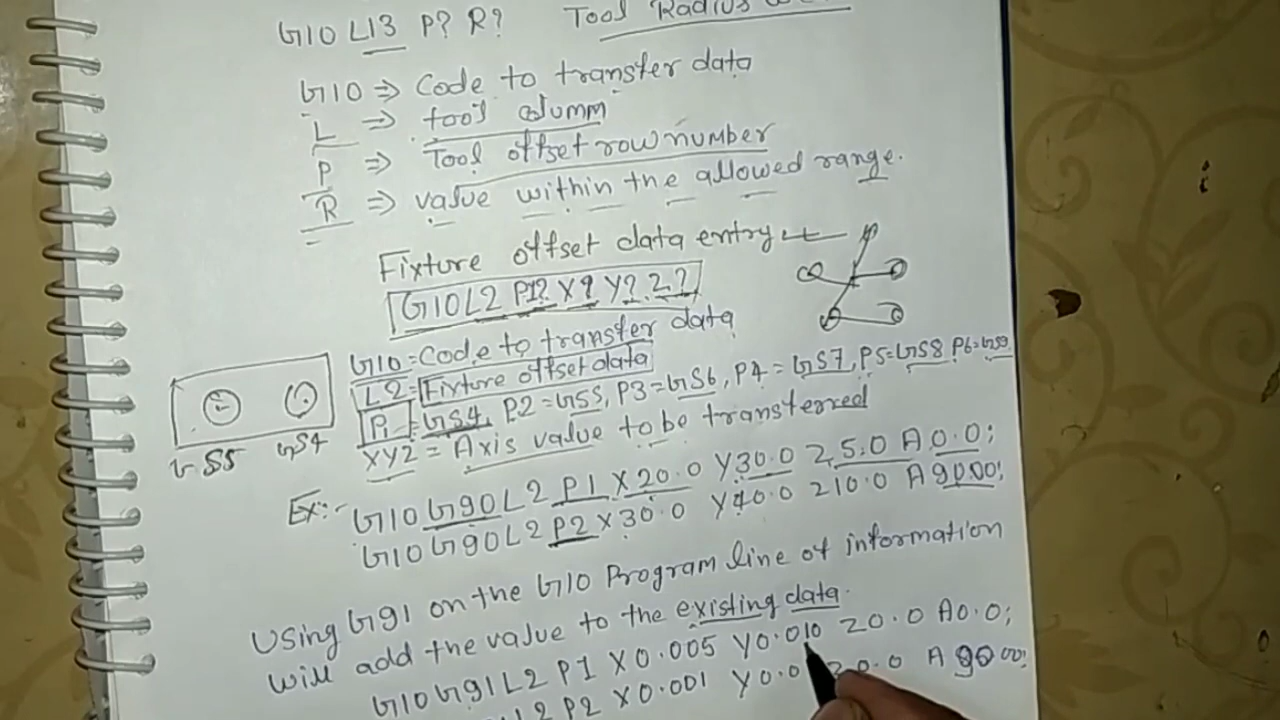 G10 L13 P? R? Tool Radius
G10 => Code to transfer data
L => tool column
P => Tool offset row number
R => value within the allowed range.
Fixture offset data entry
G10 L2 P1? X? Y? Z?
G10 = Code to transfer data
L2 = Fixture offset data
P1 = G54, P2 = G55, P3 = G56, P4 = G57, P5 = G58 P6 = G59
XYZ = Axis value to be transferred
G55 G54
Ex:- G10 G90 L2 P1 X20.0 Y30.0 Z5.0 A0.0;
G10 G90 L2 P2 X30.0 Y40.0 Z10.0 A90.00;
Using G91 on the G10 Program line of information
will add the value to the existing data.
G10 G91 L2 P1 X0.005 Y0.010 Z0.0 A0.0;
L2 P2 X0.001